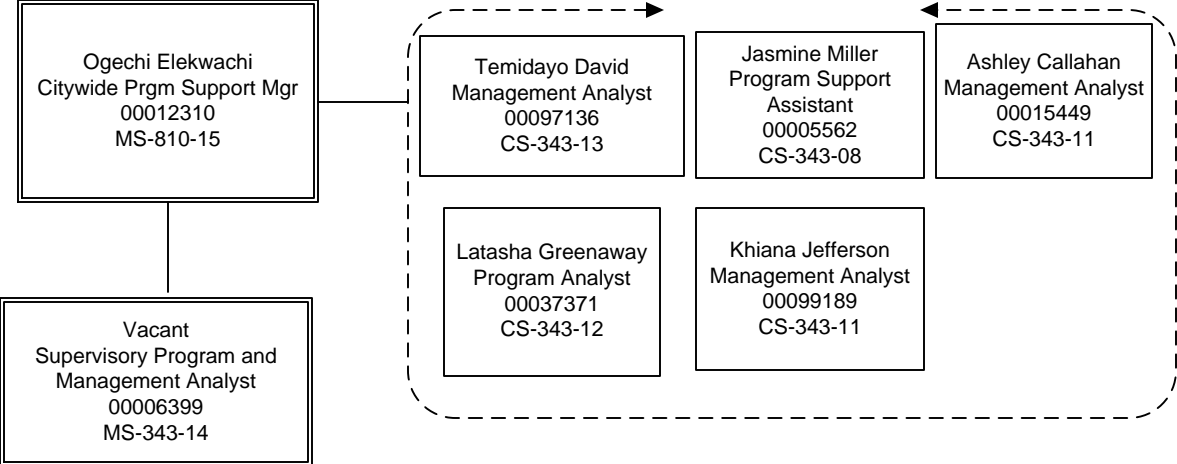 Ogechi Elekwachi
Citywide Prgm Support Mgr
00012310
MS-810-15
Temidayo David
Management Analyst
00097136
CS-343-13
Jasmine Miller
Program Support
Assistant
00005562
CS-343-08
Ashley Callahan
Management Analyst
00015449
CS-343-11
Latasha Greenaway
Program Analyst
00037371
CS-343-12
Khiana Jefferson
Management Analyst
00099189
CS-343-11
Vacant
Supervisory Program and
Management Analyst
00006399
MS-343-14